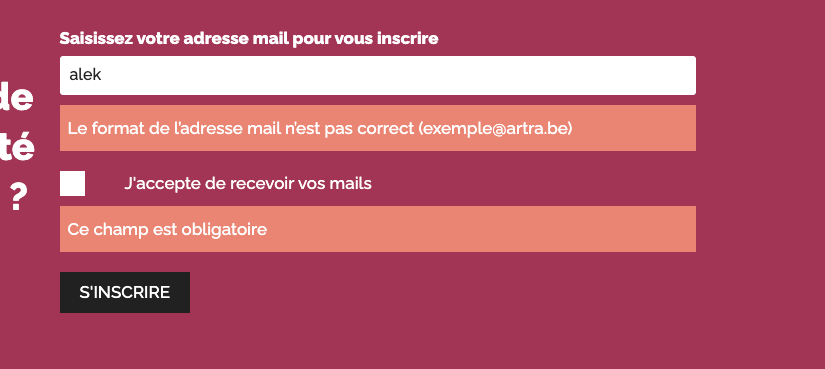 Saisissez votre adresse mail pour vous inscrire
alek
de
Le format de l'adresse mail n'est pas correct (exemple@artra.be)
té
J'accepte de recevoir vos mails
?
Ce champ est obligatoire
S'INSCRIRE